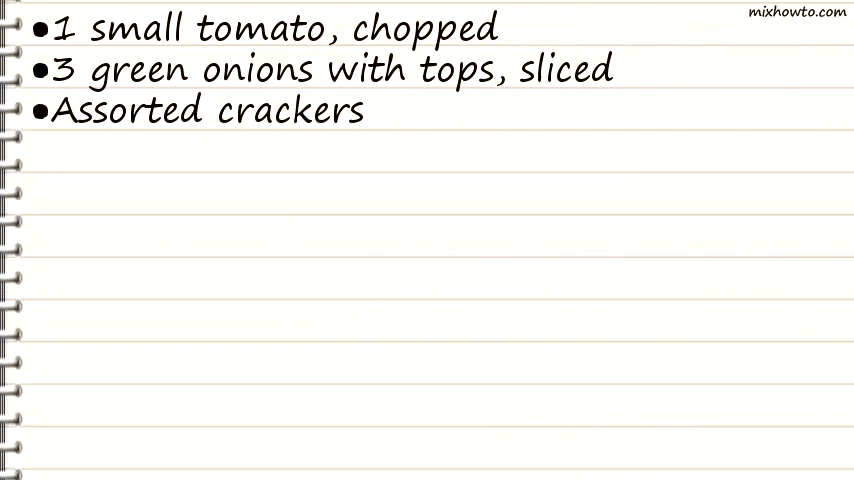 mixhowto.com
•1 small tomato, chopped
•3 green onions with tops, sliced
•Assorted crackers